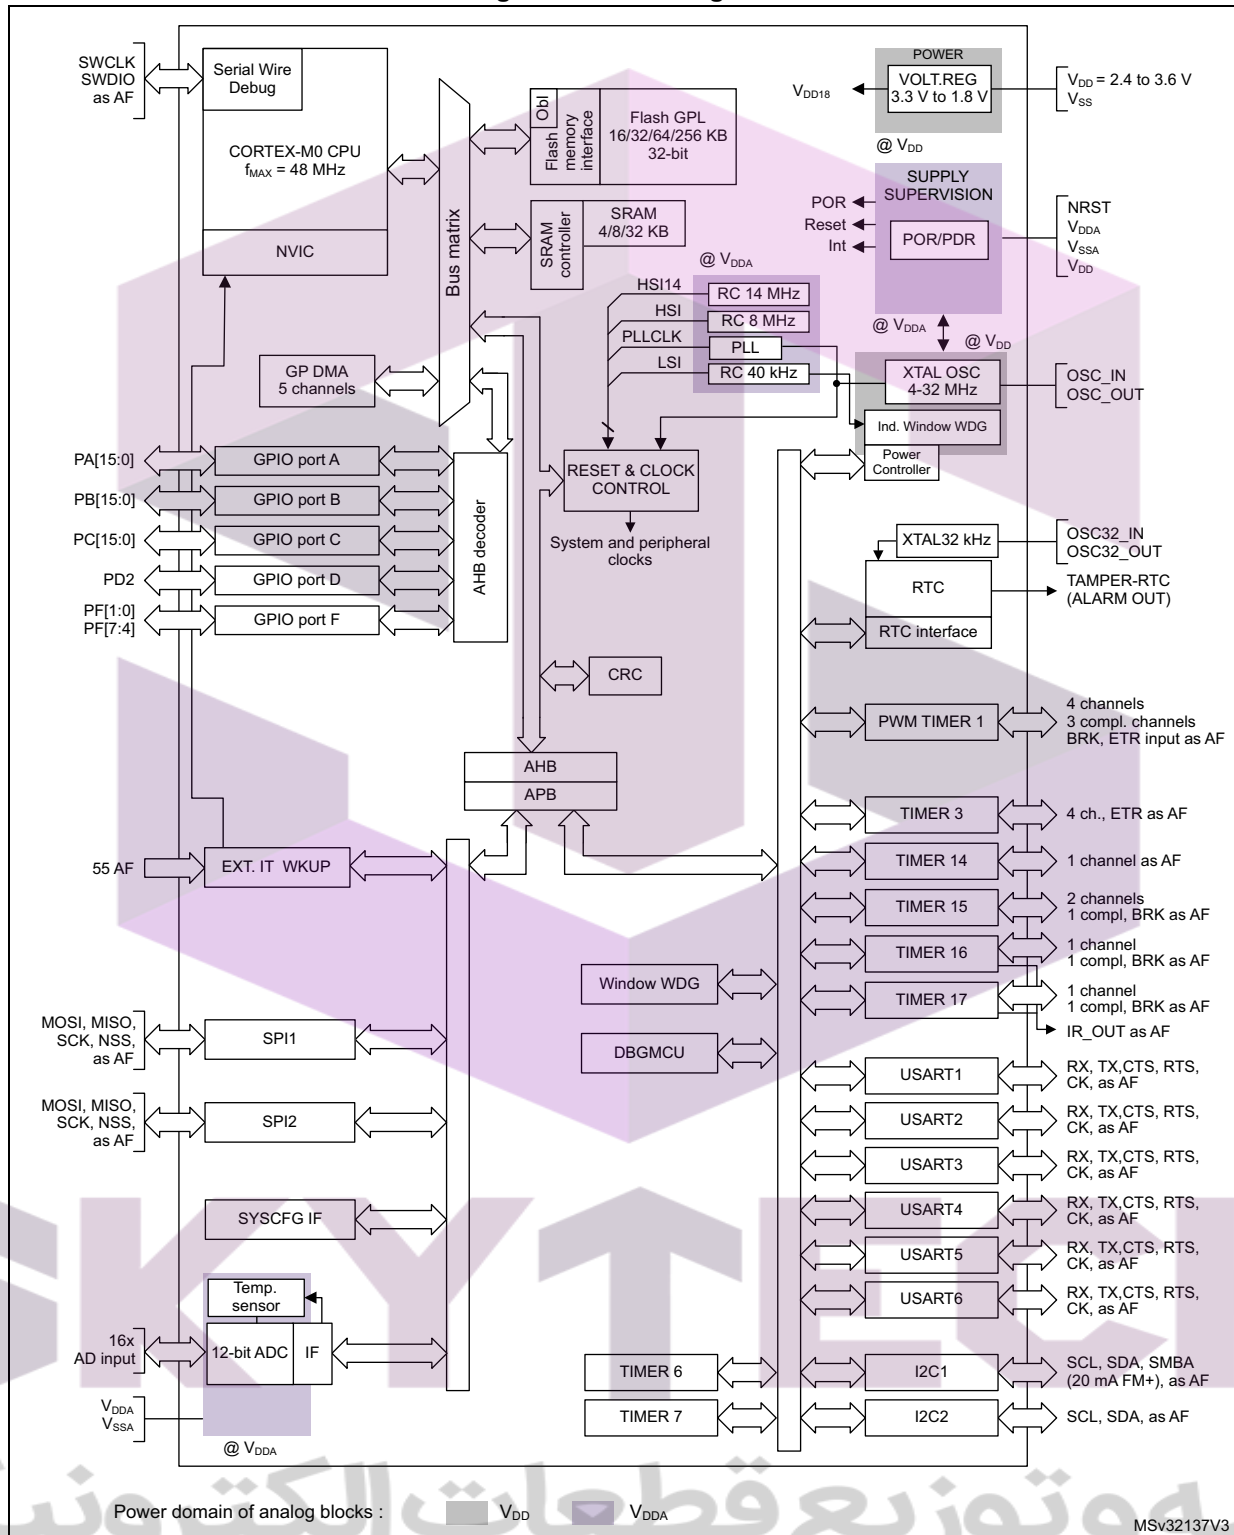 SWCLK
SWDIO
as AF
Serial Wire
Debug
CORTEX-M0 CPU
fMAX = 48 MHz
NVIC
Bus matrix
Obl
Flash
memory
interface
Flash GPL
16/32/64/256 KB
32-bit
SRAM
controller
SRAM
4/8/32 KB
POWER
VOLT.REG
3.3 V to 1.8 V
VDD18
VDD = 2.4 to 3.6 V
VSS
@ VDD
SUPPLY
SUPERVISION
POR
Reset
Int
POR/PDR
NRST
VDDA
VSSA
VDD
@ VDDA
HSI14
RC 14 MHz
HSI
RC 8 MHz
PLLCLK
PLL
LSI
RC 40 kHz
@ VDDA
@ VDD
XTAL OSC
4-32 MHz
OSC_IN
OSC_OUT
Ind. Window WDG
Power
Controller
GP DMA
5 channels
PA[15:0]
GPIO port A
PB[15:0]
GPIO port B
PC[15:0]
GPIO port C
PD2
GPIO port D
PF[1:0]
PF[7:4]
GPIO port F
AHB decoder
RESET & CLOCK
CONTROL
System and peripheral
clocks
XTAL32 kHz
OSC32_IN
OSC32_OUT
RTC
TAMPER-RTC
(ALARM OUT)
RTC interface
CRC
AHB
APB
PWM TIMER 1
4 channels
3 compl. channels
BRK, ETR input as AF
TIMER 3
4 ch., ETR as AF
55 AF
EXT. IT WKUP
TIMER 14
1 channel as AF
TIMER 15
2 channels
1 compl, BRK as AF
TIMER 16
1 channel
1 compl, BRK as AF
Window WDG
TIMER 17
1 channel
1 compl, BRK as AF
IR_OUT as AF
MOSI, MISO,
SCK, NSS,
as AF
SPI1
DBGMCU
USART1
RX, TX,CTS, RTS,
CK, as AF
MOSI, MISO,
SCK, NSS,
as AF
SPI2
USART2
RX, TX,CTS, RTS,
CK, as AF
USART3
RX, TX,CTS, RTS,
CK, as AF
SYSCFG IF
USART4
RX, TX,CTS, RTS,
CK, as AF
USART5
RX, TX,CTS, RTS,
CK, as AF
USART6
RX, TX,CTS, RTS,
CK, as AF
SKYTECH
Temp.
sensor
16x
AD input
12-bit ADC
IF
TIMER 6
I2C1
SCL, SDA, SMBA
(20 mA FM+), as AF
TIMER 7
I2C2
SCL, SDA, as AF
VDDA
VSSA
@ VDDA
Power domain of analog blocks :
VDD
VDDA
توزیع قطعات
MSv32137V3